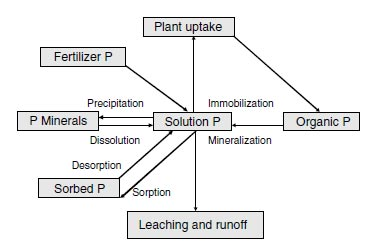 Plant uptake
Fertilizer P
Precipitation
Immobilization
P Minerals
Solution P
Organic P
Dissolution
Mineralization
Desorption
Sorbed P
Sorption
Leaching and runoff